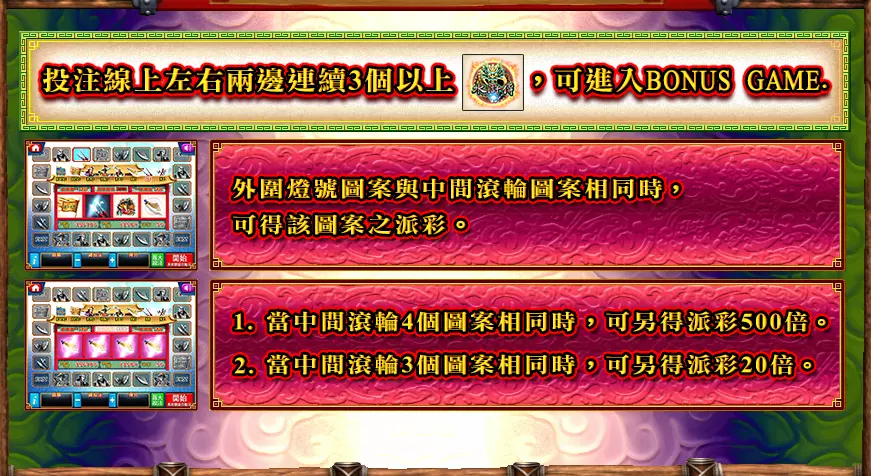 投注線上左右兩邊連續3個以上，可進入BONUS GAME.
外圍燈號圖案與中間滾輪圖案相同時，
可得該圖案之派彩。
1. 當中間滾輪4個圖案相同時，可另得派彩500倍。
2. 當中間滾輪3個圖案相同時，可另得派彩20倍。
開始
開始